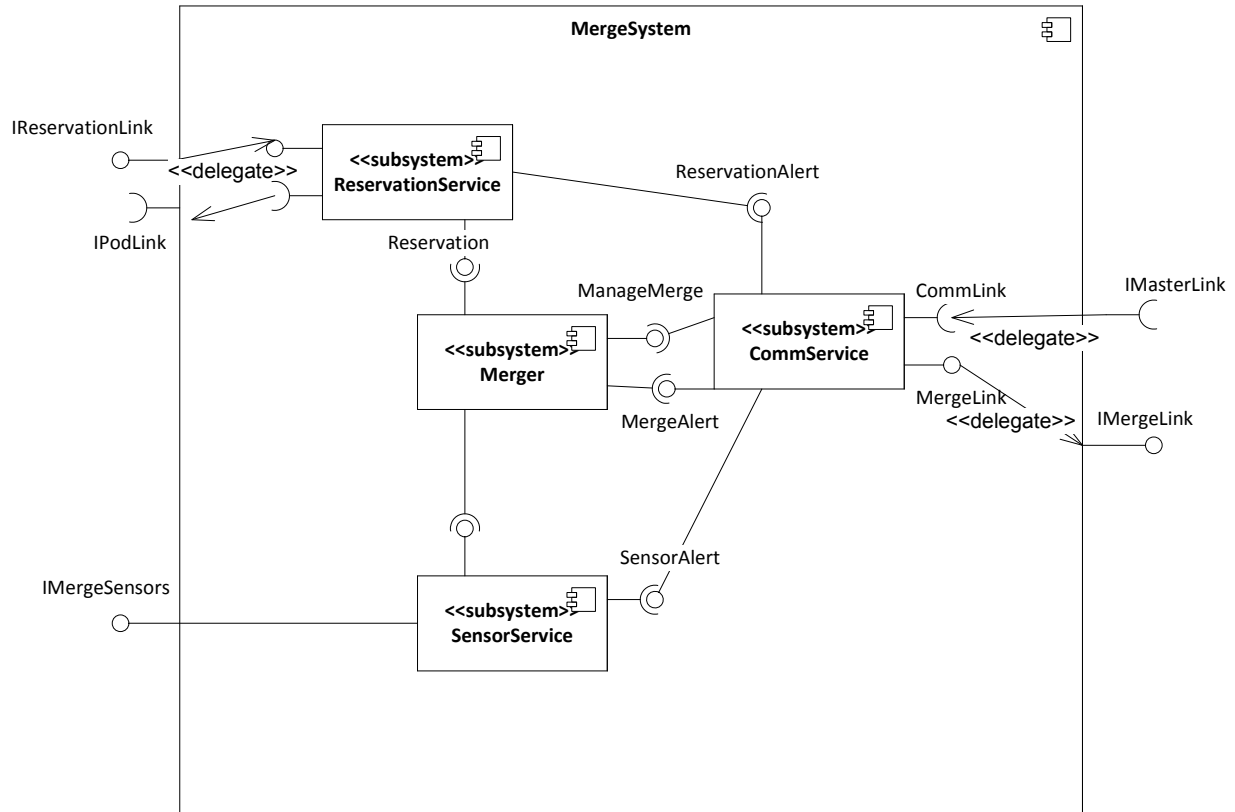 MergeSystem
IReservationLink
<<delegate>>
IPodLink
<<subsystem>>
ReservationService
ReservationAlert
Reservation
ManageMerge
CommLink
IMasterLink
<<subsystem>>
Merger
<<subsystem>>
CommService
<<delegate>>
MergeAlert
MergeLink
<<delegate>>
IMergeLink
SensorAlert
IMergeSensors
<<subsystem>>
SensorService